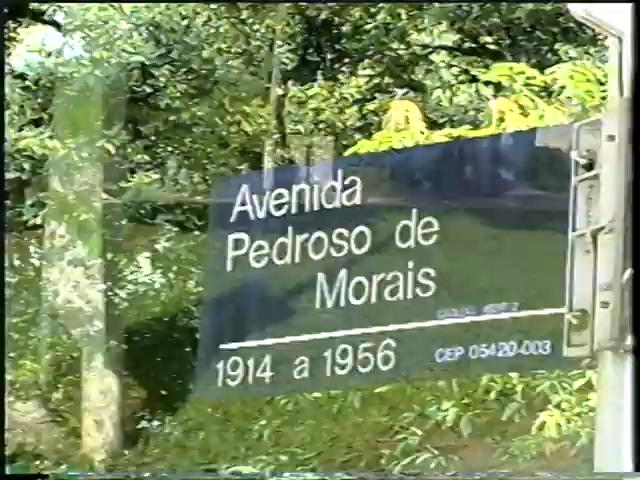 Avenida
Pedroso de
Morais
1914 a 1956
CEP 05420-003